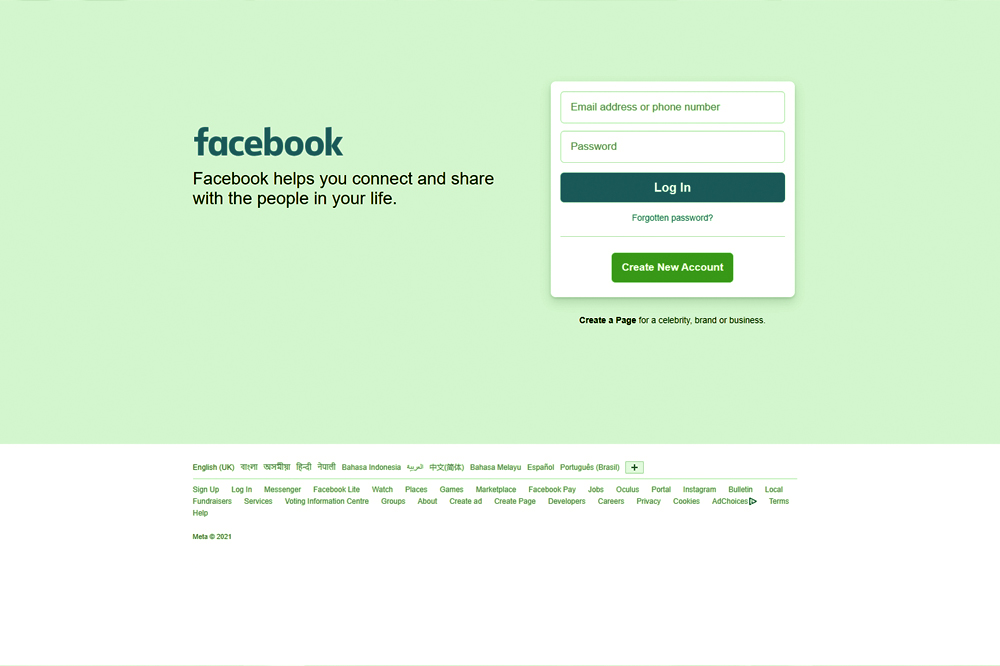 facebook
Facebook helps you connect and share
with the people in your life.
Email address or phone number
Password
Log In
Forgotten password?
Create New Account
Create a Page for a celebrity, brand or business.
English (UK) বাংলা অসমীয়া हिन्दी नेपाली Bahasa Indonesia العربية 中文(简体) Bahasa Melayu Español Português (Brasil) +
Sign Up Log In Messenger Facebook Lite Watch Places Games Marketplace Facebook Pay Jobs Oculus Portal Instagram Bulletin Local
Fundraisers Services Voting Information Centre Groups About Create ad Create Page Developers Careers Privacy Cookies AdChoices Terms
Help
Meta © 2021